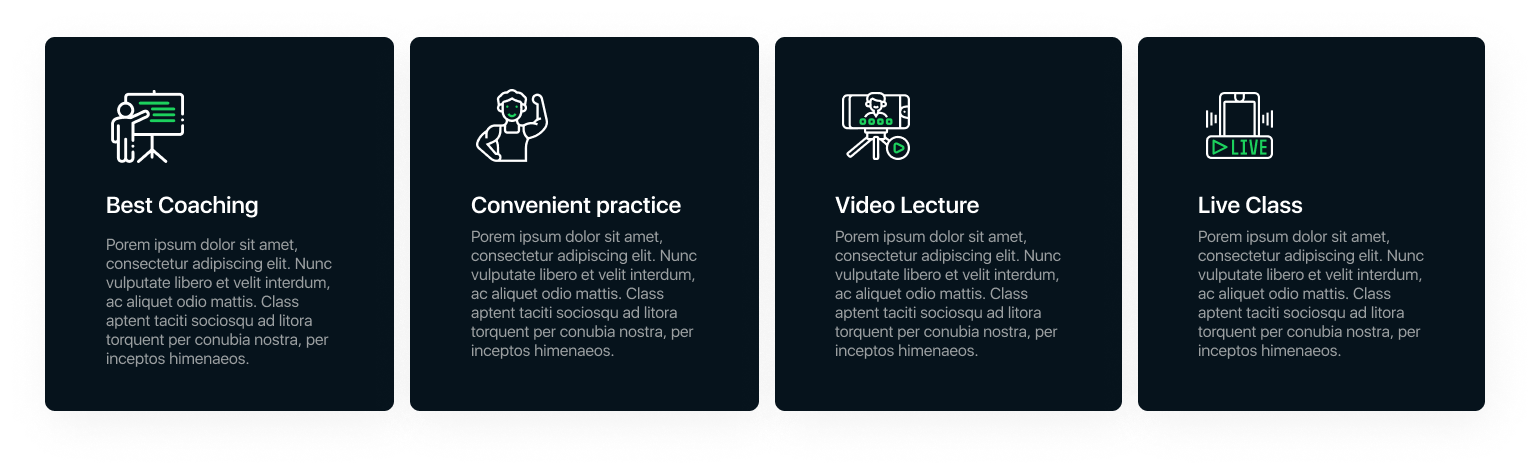 Best Coaching
Porem ipsum dolor sit amet,
consectetur adipiscing elit. Nunc
vulputate libero et velit interdum,
ac aliquet odio mattis. Class
aptent taciti sociosqu ad litora
torquent per conubia nostra, per
inceptos himenaeos.
Convenient practice
Porem ipsum dolor sit amet,
consectetur adipiscing elit. Nunc
vulputate libero et velit interdum,
ac aliquet odio mattis. Class
aptent taciti sociosqu ad litora
torquent per conubia nostra, per
inceptos himenaeos.
Video Lecture
Porem ipsum dolor sit amet,
consectetur adipiscing elit. Nunc
vulputate libero et velit interdum,
ac aliquet odio mattis. Class
aptent taciti sociosqu ad litora
torquent per conubia nostra, per
inceptos himenaeos.
LIVE
Live Class
Porem ipsum dolor sit amet,
consectetur adipiscing elit. Nunc
vulputate libero et velit interdum,
ac aliquet odio mattis. Class
aptent taciti sociosqu ad litora
torquent per conubia nostra, per
inceptos himenaeos.